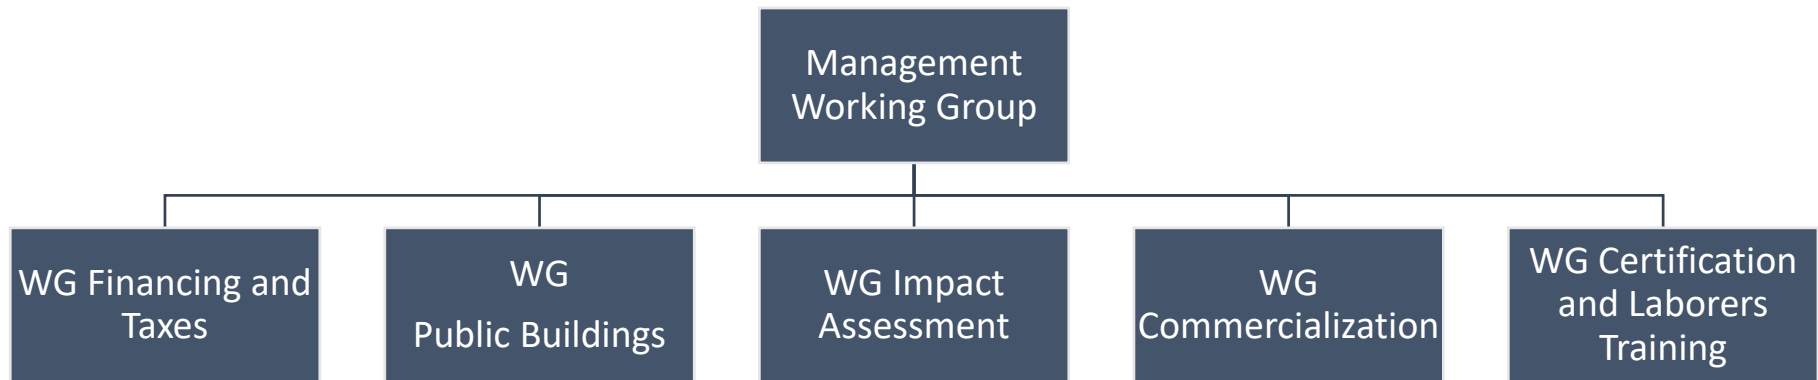 Management
Working Group
WG Financing and
Taxes
WG
Public Buildings
WG Impact
Assessment
WG
Commercialization
WG Certification
and Laborers
Training